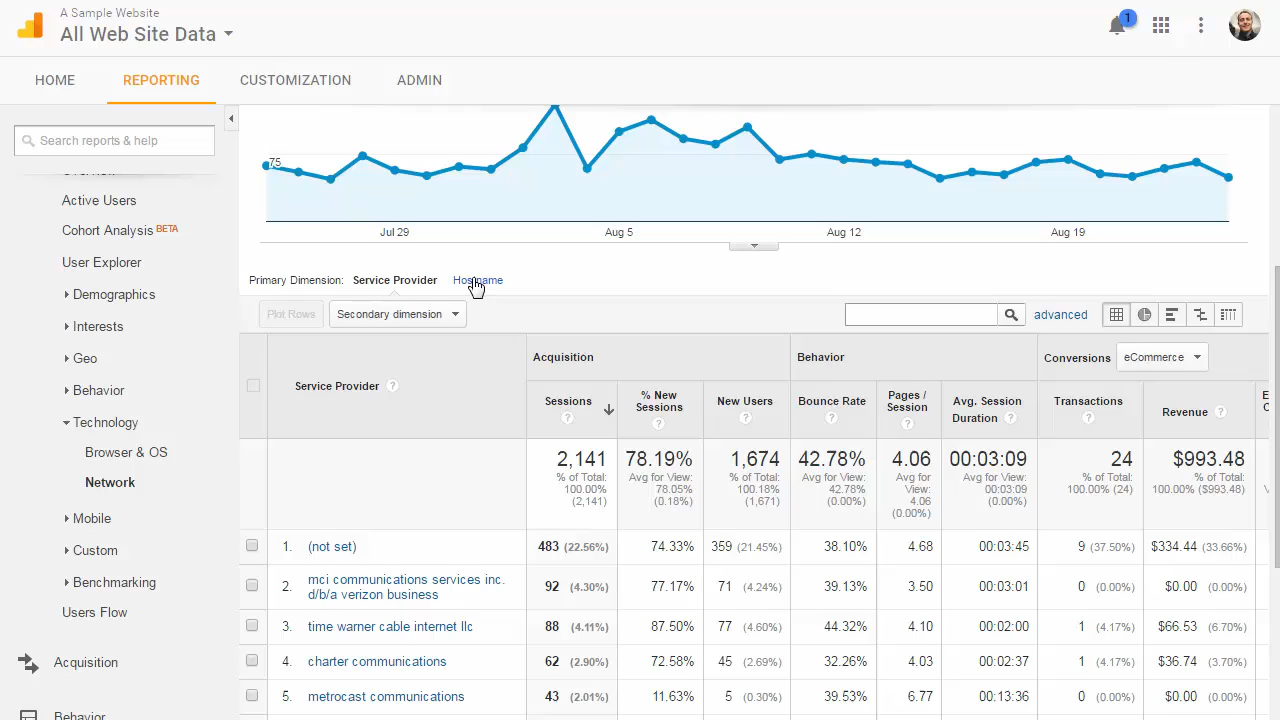 A Sample Website
All Web Site Data
1
HOME REPORTING CUSTOMIZATION ADMIN
Search reports & help
Overview
Active Users
Cohort Analysis BETA
User Explorer
Demographics
Interests
Geo
Behavior
Technology
Browser & OS
Network
Mobile
Custom
Benchmarking
Users Flow
Acquisition
Behavior
75
Jul 29 Aug 5 Aug 12 Aug 19
Primary Dimension: Service Provider Hostname
Plot Rows Secondary dimension advanced
Acquisition Behavior Conversions eCommerce
Service Provider ? Sessions ? % New Sessions ? New Users ? Bounce Rate ? Pages / Session ? Avg. Session Duration ? Transactions ? Revenue ?
2,141 78.19% 1,674 42.78% 4.06 00:03:09 24 $993.48
% of Total: 100.00% (2,141) Avg for View: 78.05% (0.18%) % of Total: 100.18% (1,671) Avg for View: 42.78% (0.00%) Avg for View: 4.06 (0.00%) Avg for View: 00:03:09 (0.00%) % of Total: 100.00% (24) % of Total: 100.00% ($993.48)
1. (not set) 483 (22.56%) 74.33% 359 (21.45%) 38.10% 4.68 00:03:45 9 (37.50%) $334.44 (33.66%)
2. mci communications services inc. d/b/a verizon business 92 (4.30%) 77.17% 71 (4.24%) 39.13% 3.50 00:03:01 0 (0.00%) $0.00 (0.00%)
3. time warner cable internet llc 88 (4.11%) 87.50% 77 (4.60%) 44.32% 4.10 00:02:00 1 (4.17%) $66.53 (6.70%)
4. charter communications 62 (2.90%) 72.58% 45 (2.69%) 32.26% 4.03 00:02:37 1 (4.17%) $36.74 (3.70%)
5. metrocast communications 43 (2.01%) 11.63% 5 (0.30%) 39.53% 6.77 00:13:36 0 (0.00%) $0.00 (0.00%)